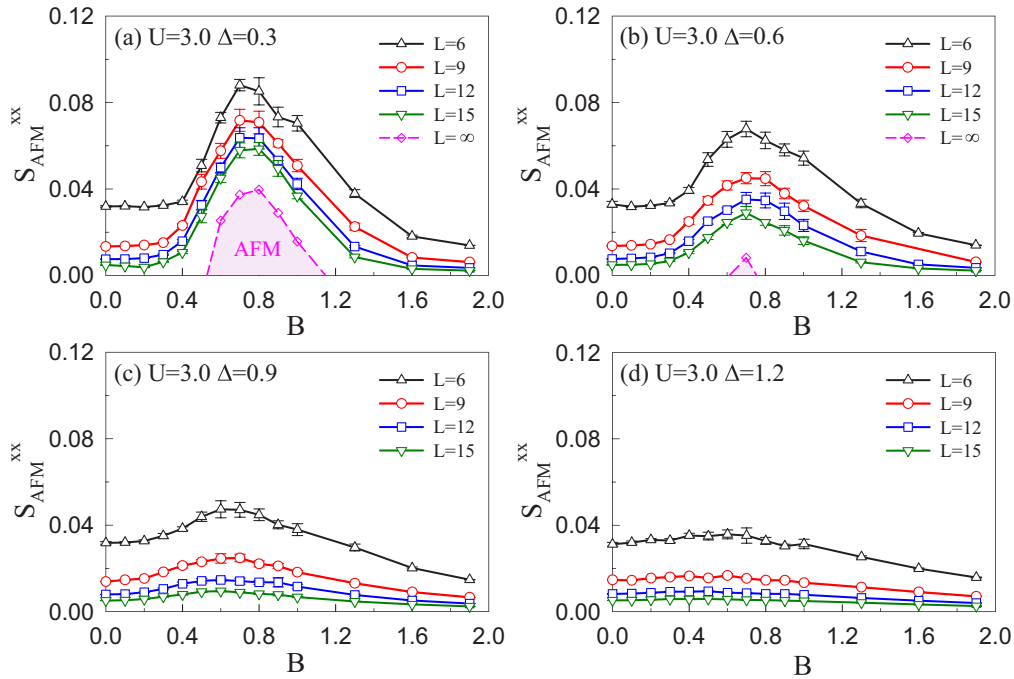 (a) U=3.0 Δ=0.3
L=6
L=9
L=12
L=15
L=∞
AFM
S_AFM^xx
0.12
0.08
0.04
0.00
0.0 0.4 0.8 1.2 1.6 2.0
B
(b) U=3.0 Δ=0.6
L=6
L=9
L=12
L=15
L=∞
S_AFM^xx
0.12
0.08
0.04
0.00
0.0 0.4 0.8 1.2 1.6 2.0
B
(c) U=3.0 Δ=0.9
L=6
L=9
L=12
L=15
S_AFM^xx
0.12
0.08
0.04
0.00
0.0 0.4 0.8 1.2 1.6 2.0
B
(d) U=3.0 Δ=1.2
L=6
L=9
L=12
L=15
S_AFM^xx
0.12
0.08
0.04
0.00
0.0 0.4 0.8 1.2 1.6 2.0
B